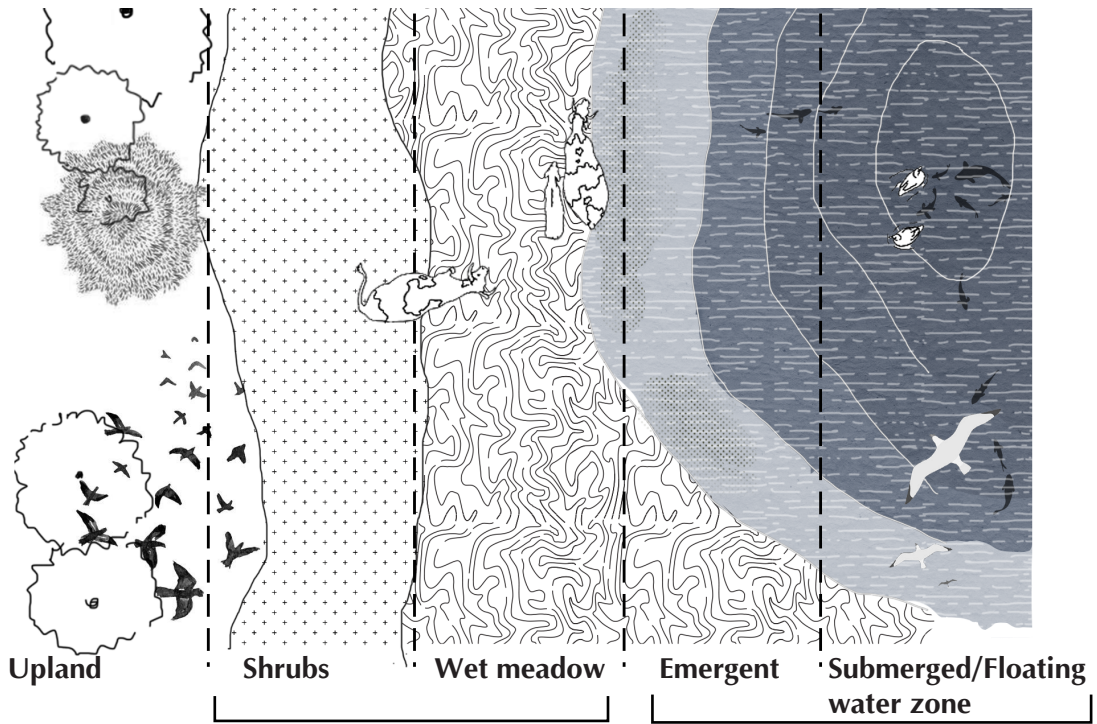 Upland
Shrubs
Wet meadow
Emergent
Submerged/Floating
water zone